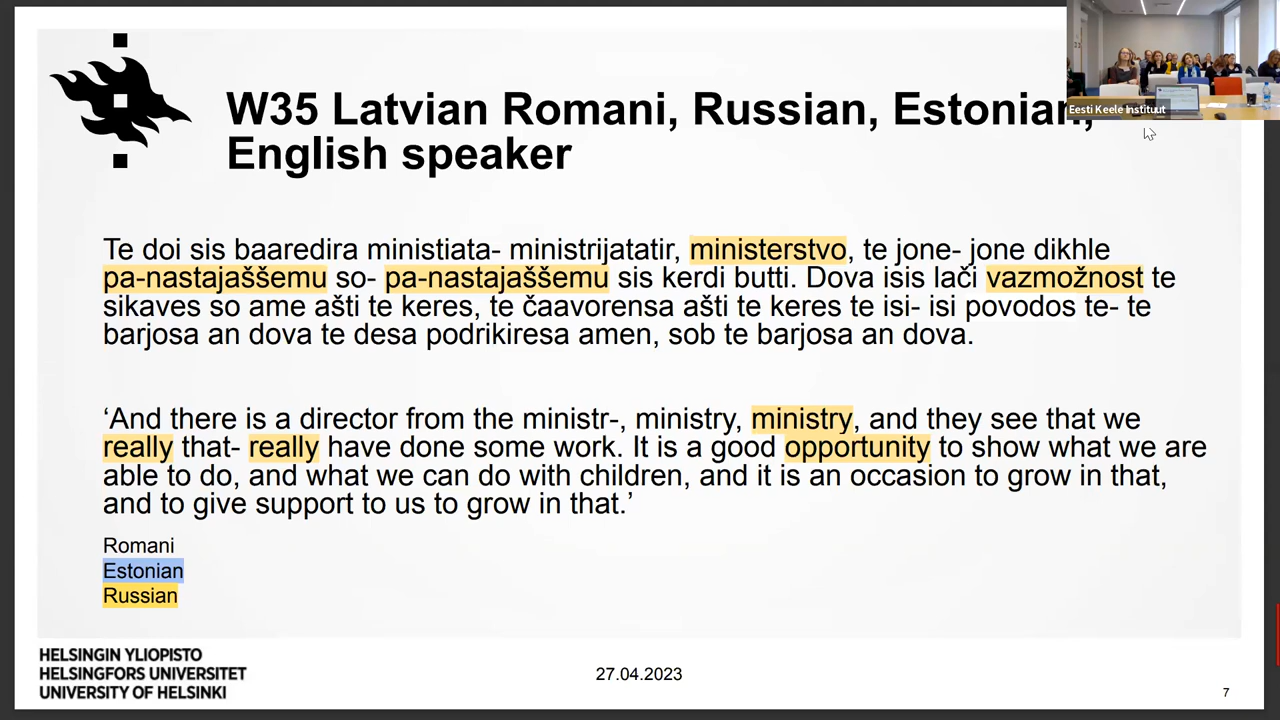 W35 Latvian Romani, Russian, Estonian,
English speaker
Eesti Keele Instituut
Te doi sis baaredira ministiata- ministrijatatir, ministerstvo, te jone- jone dikhle
pa-nastajaššemu so- pa-nastajaššemu sis kerdi butti. Dova isis lači vazmožnost te
sikaves so ame ašti te keres, te čaavorensa ašti te keres te isi- isi povodos te- te
barjosa an dova te desa podrikiresa amen, sob te barjosa an dova.
‘And there is a director from the ministr-, ministry, ministry, and they see that we
really that- really have done some work. It is a good opportunity to show what we are
able to do, and what we can do with children, and it is an occasion to grow in that,
and to give support to us to grow in that.’
Romani
Estonian
Russian
HELSINGIN YLIOPISTO
HELSINGFORS UNIVERSITET
UNIVERSITY OF HELSINKI
27.04.2023
7